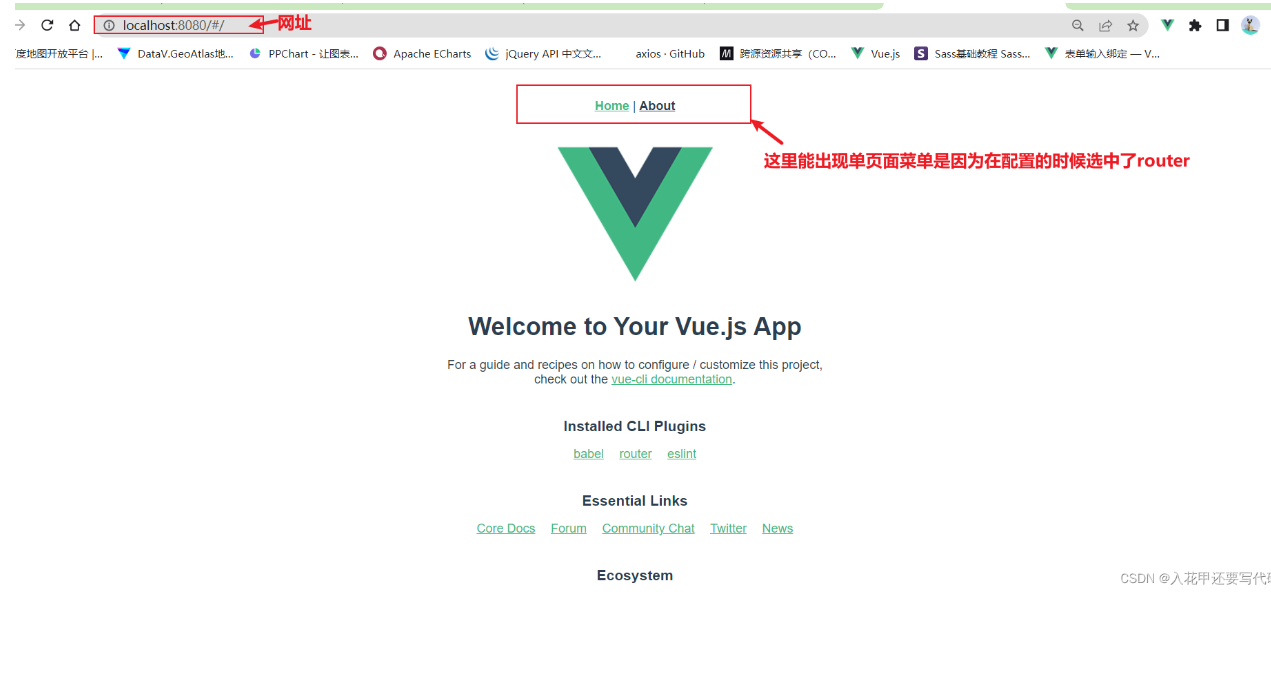 localhost:8080/#/
网址
度地图开放平台 |... DataV.GeoAtlas地... PPChart - 让图表... Apache ECharts jQuery API 中文文... axios · GitHub 跨源资源共享（CO... Vue.js Sass基础教程 Sass... 表单输入绑定 — V...
Home | About
这里能出现单页面菜单是因为在配置的时候选中了router
Welcome to Your Vue.js App
For a guide and recipes on how to configure / customize this project,
check out the vue-cli documentation.
Installed CLI Plugins
babel router eslint
Essential Links
Core Docs Forum Community Chat Twitter News
Ecosystem
CSDN @入花甲还要写代码